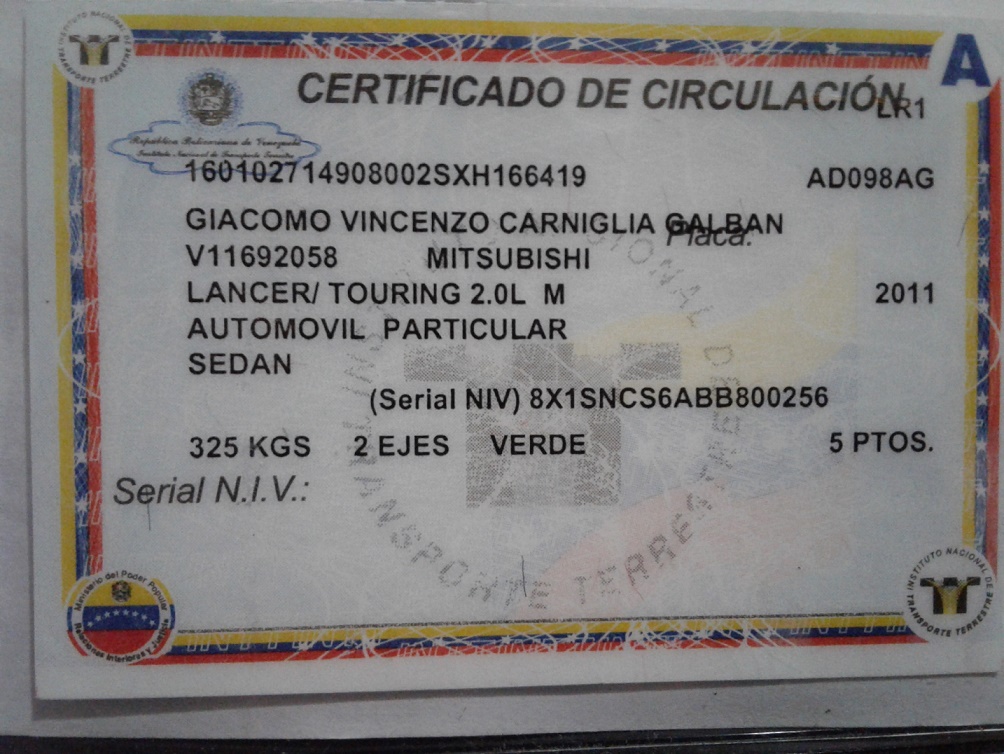 INSTITUTO NACIONAL DE TRANSPORTE TERRESTRE
A
CERTIFICADO DE CIRCULACIÓN
LR1
República Bolivariana de Venezuela
Instituto Nacional de Transporte Terrestre
160102714908002SXH166419 AD098AG
GIACOMO VINCENZO CARNIGLIA GALBAN
Placa:
V11692058 MITSUBISHI
LANCER/ TOURING 2.0L M 2011
AUTOMOVIL PARTICULAR
SEDAN
(Serial NIV) 8X1SNCS6ABB800256
325 KGS 2 EJES VERDE 5 PTOS.
Serial N.I.V.:
INSTITUTO NACIONAL DE TRANSPORTE TERRESTRE
Ministerio del Poder Popular
Relaciones Interiores y Justicia
INSTITUTO NACIONAL DE TRANSPORTE TERRESTRE